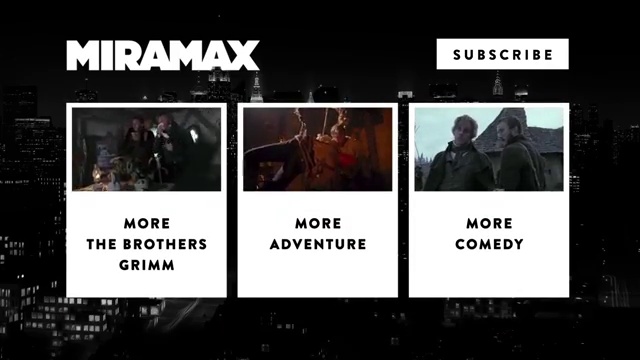 MIRAMAX
SUBSCRIBE
MORE
THE BROTHERS
GRIMM
MORE
ADVENTURE
MORE
COMEDY